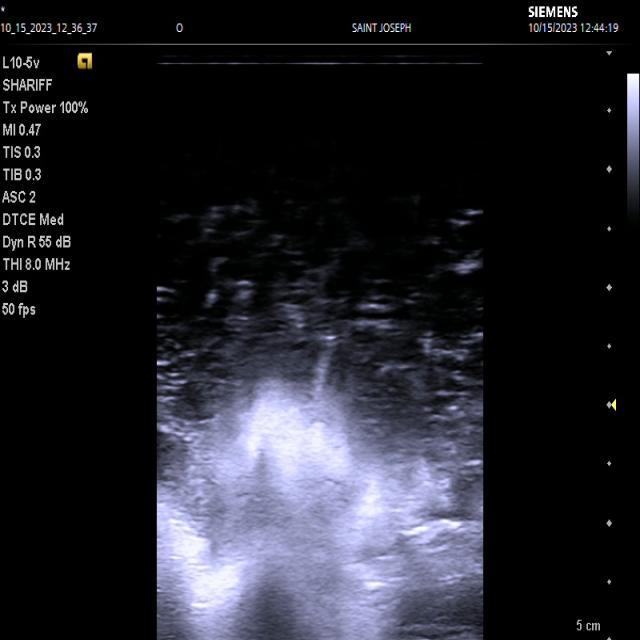 *
SIEMENS
10_15_2023_12_36_37 O SAINT JOSEPH 10/15/2023 12:44:19
L10-5v
SHARIFF
Tx Power 100%
MI 0.47
TIS 0.3
TIB 0.3
ASC 2
DTCE Med
Dyn R 55 dB
THI 8.0 MHz
3 dB
50 fps
5 cm